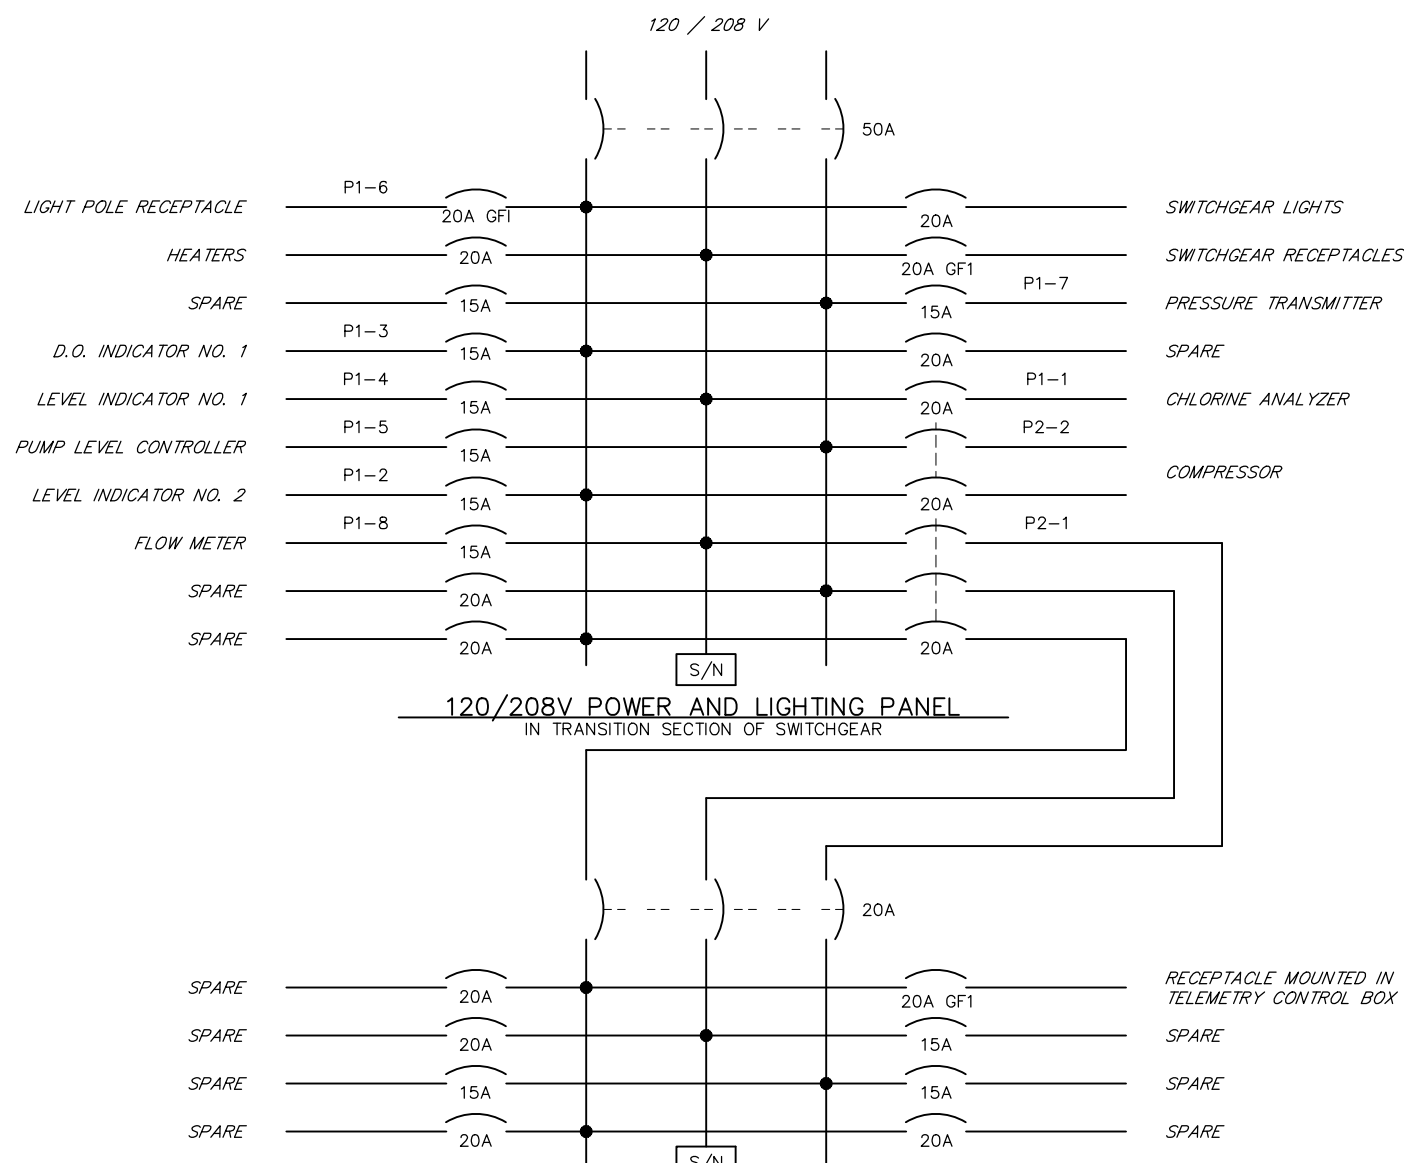 120 / 208 V
50A
P1-6
LIGHT POLE RECEPTACLE
20A GFI
20A
SWITCHGEAR LIGHTS
HEATERS
20A
20A GF1
SWITCHGEAR RECEPTACLES
P1-7
SPARE
15A
15A
PRESSURE TRANSMITTER
P1-3
D.O. INDICATOR NO. 1
15A
20A
SPARE
P1-4
P1-1
LEVEL INDICATOR NO. 1
15A
20A
CHLORINE ANALYZER
P1-5
P2-2
PUMP LEVEL CONTROLLER
15A
COMPRESSOR
P1-2
LEVEL INDICATOR NO. 2
15A
20A
P1-8
P2-1
FLOW METER
15A
SPARE
20A
SPARE
20A
20A
S/N
120/208V POWER AND LIGHTING PANEL
IN TRANSITION SECTION OF SWITCHGEAR
20A
SPARE
20A
20A GF1
RECEPTACLE MOUNTED IN
TELEMETRY CONTROL BOX
SPARE
20A
15A
SPARE
SPARE
15A
15A
SPARE
SPARE
20A
20A
SPARE
S/N